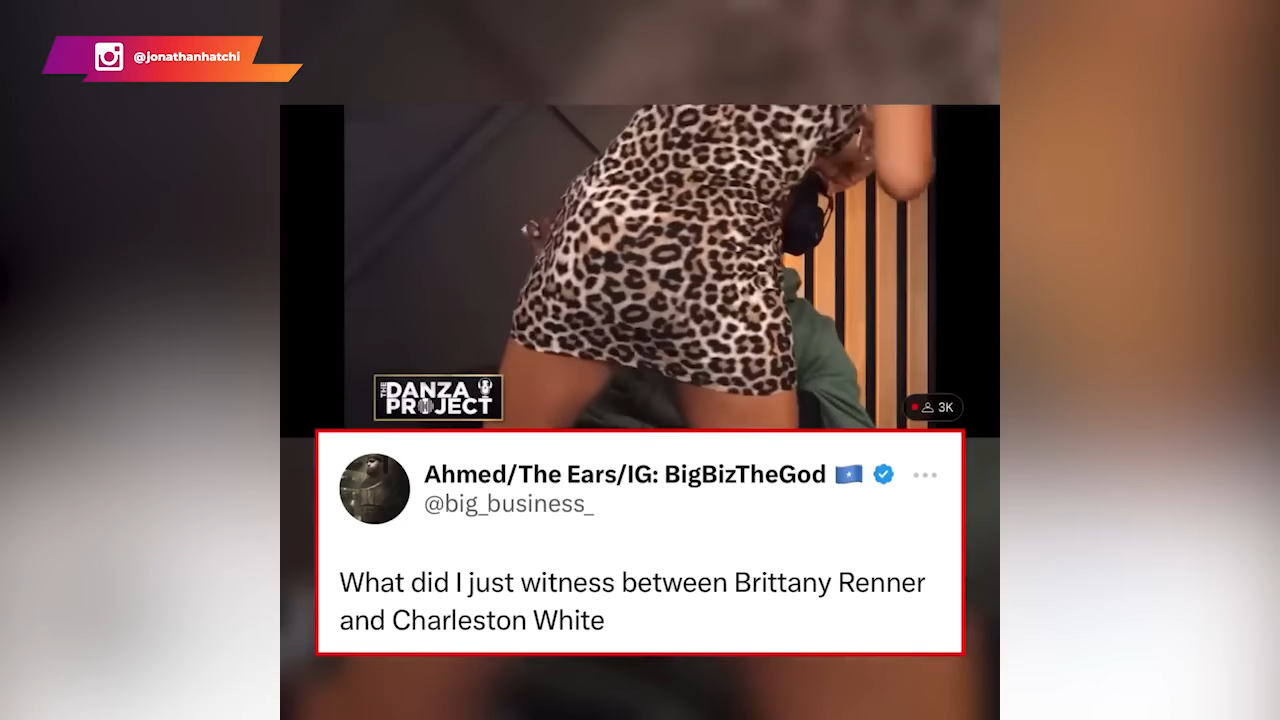 @jonathanhatchi
THE DANZA
PROJECT
3K
Ahmed/The Ears/IG: BigBizTheGod
@big_business_
What did I just witness between Brittany Renner
and Charleston White